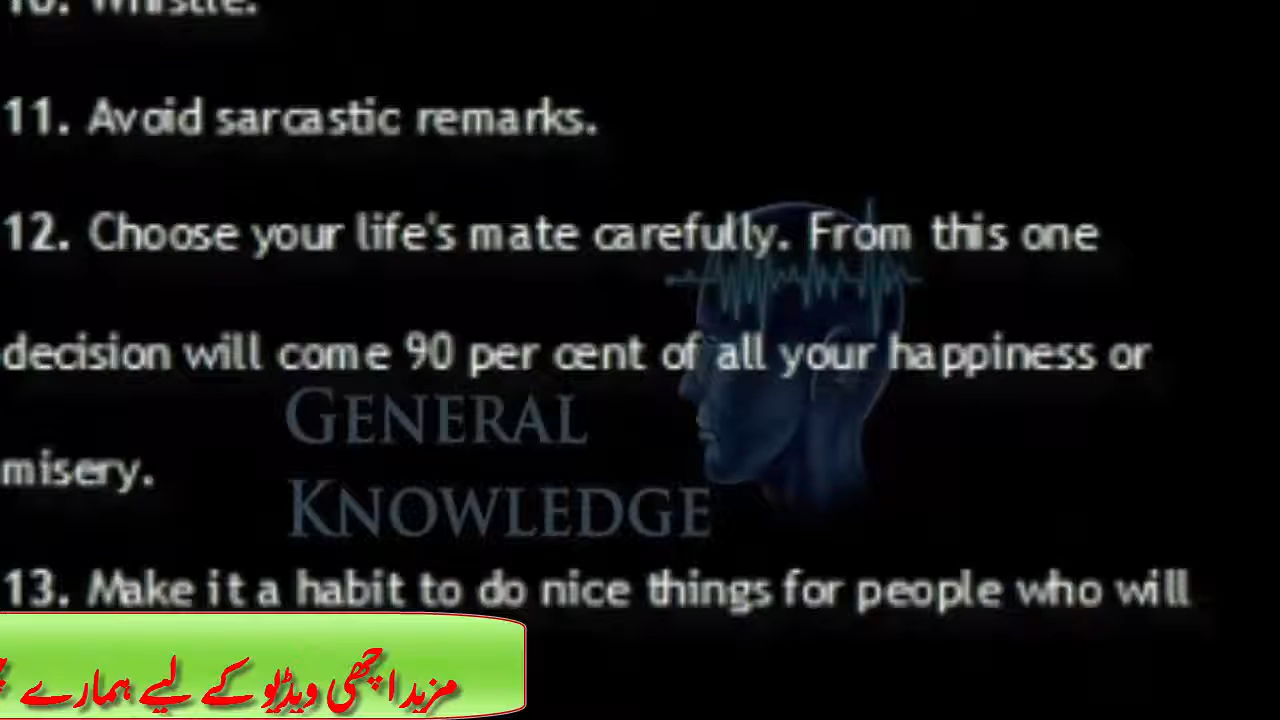 10. Whistle.
11. Avoid sarcastic remarks.
12. Choose your life's mate carefully. From this one
decision will come 90 per cent of all your happiness or
GENERAL
misery.
KNOWLEDGE
13. Make it a habit to do nice things for people who will
مزید اچھی ویڈیو کے لیے ہمارے